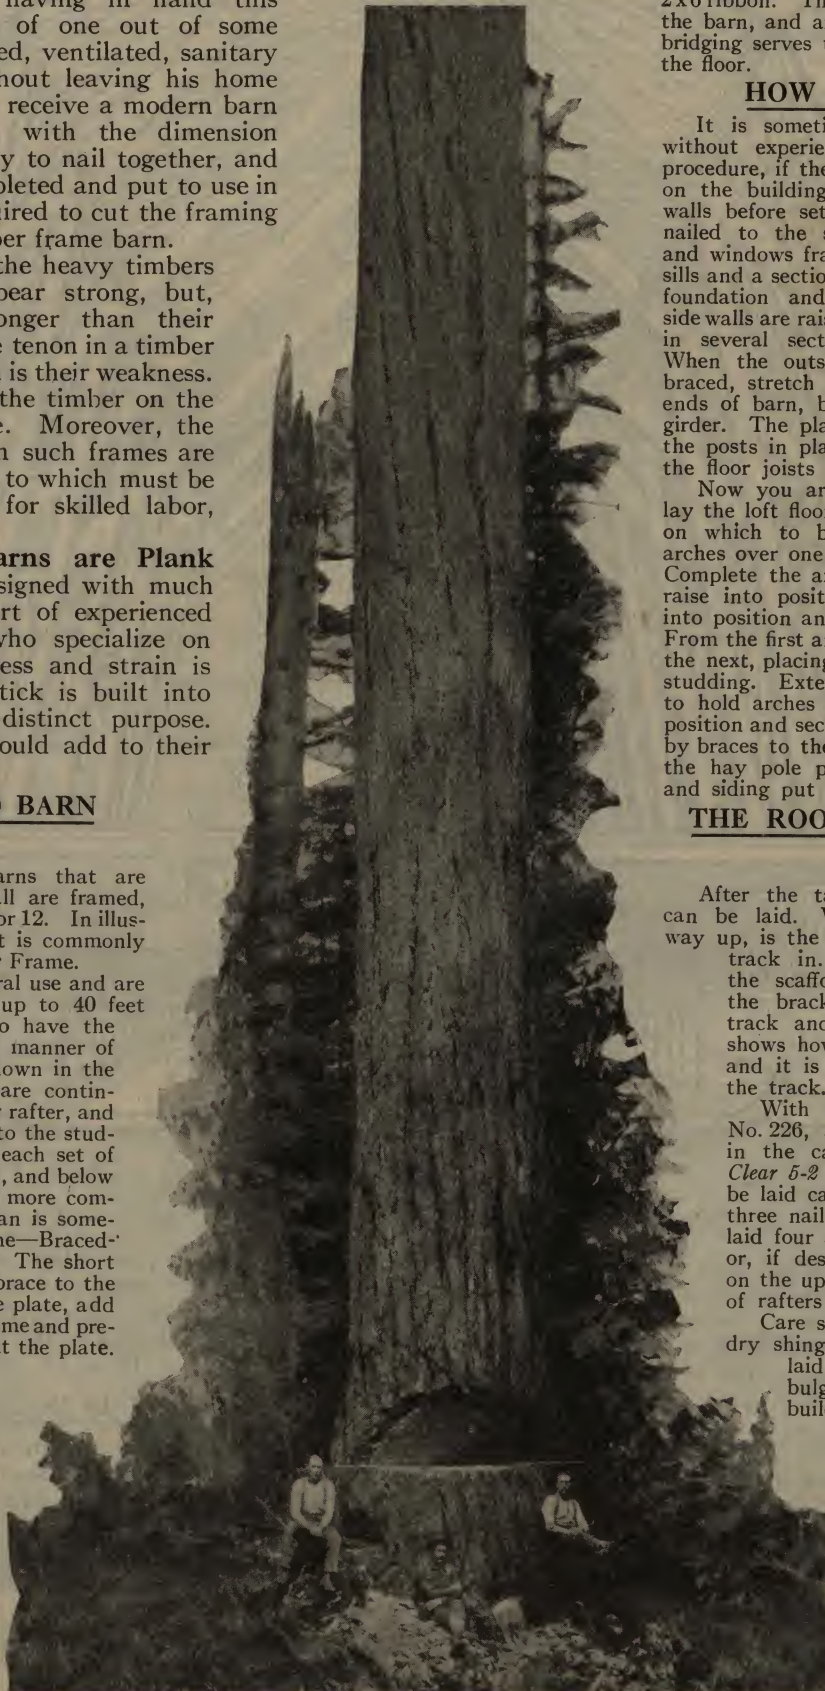 having in hand this
of one out of some
ed, ventilated, sanitary
hout leaving his home
receive a modern barn
with the dimension
y to nail together, and
pleted and put to use in
ired to cut the framing
ber frame barn.
the heavy timbers
pear strong, but,
onger than their
e tenon in a timber
is their weakness.
the timber on the
e. Moreover, the
n such frames are
to which must be
for skilled labor,
arns are Plank
signed with much
rt of experienced
who specialize on
ess and strain is
tick is built into
distinct purpose.
ould add to their
BARN
arns that are
ll are framed,
or 12. In illus-
t is commonly
Frame.
ral use and are
up to 40 feet
o have the
manner of
own in the
are contin-
rafter, and
to the stud-
each set of
, and below
more com-
an is some-
ne—Braced-
The short
brace to the
e plate, add
me and pre-
t the plate.
2x6 ribbon. Th
the barn, and a
bridging serves
the floor.
HOW
It is someti
without experie
procedure, if the
on the building
walls before set
nailed to the s
and windows fra
sills and a sectio
foundation and
side walls are rais
in several sect
When the outs
braced, stretch
ends of barn, b
girder. The pla
the posts in pla
the floor joists
Now you ar
lay the loft floo
on which to b
arches over one
Complete the a
raise into posit
into position an
From the first a
the next, placing
studding. Exte
to hold arches
position and sec
by braces to the
the hay pole p
and siding put
THE ROO
After the ta
can be laid. W
way up, is the
track in.
the scaffo
the brack
track and
shows how
and it is
the track.
With
No. 226,
in the ca
Clear 5-2
be laid ca
three nail
laid four
or, if des
on the up
of rafters
Care s
dry shing
laid
bulg
buil